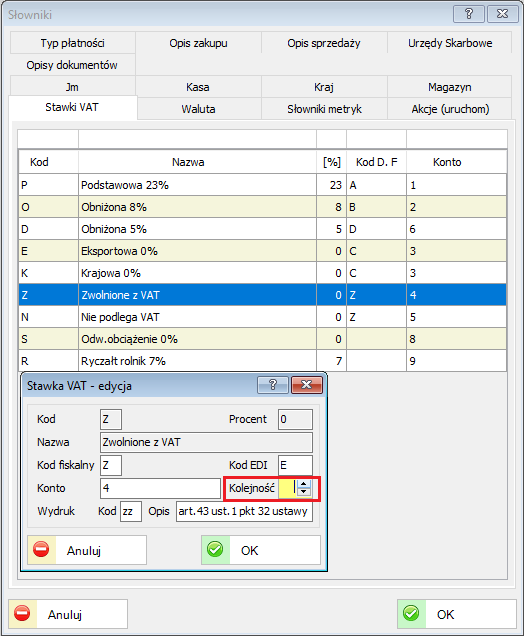 Słowniki
Typ płatności Opis zakupu Opis sprzedaży Urzędy Skarbowe
Opisy dokumentów
Jm Kasa Kraj Magazyn
Stawki VAT Waluta Słowniki metryk Akcje (uruchom)
Kod Nazwa [%] Kod D. F Konto
P Podstawowa 23% 23 A 1
O Obniżona 8% 8 B 2
D Obniżona 5% 5 D 6
E Eksportowa 0% 0 C 3
K Krajowa 0% 0 C 3
Z Zwolnione z VAT 0 Z 4
N Nie podlega VAT 0 Z 5
S Odw.obciążenie 0% 0 8
R Ryczałt rolnik 7% 7 9
Stawka VAT - edycja
Kod Z Procent 0
Nazwa Zwolnione z VAT
Kod fiskalny Z Kod EDI E
Konto 4 Kolejność
Wydruk Kod zz Opis art.43 ust.1 pkt 32 ustawy
Anuluj OK
Anuluj OK